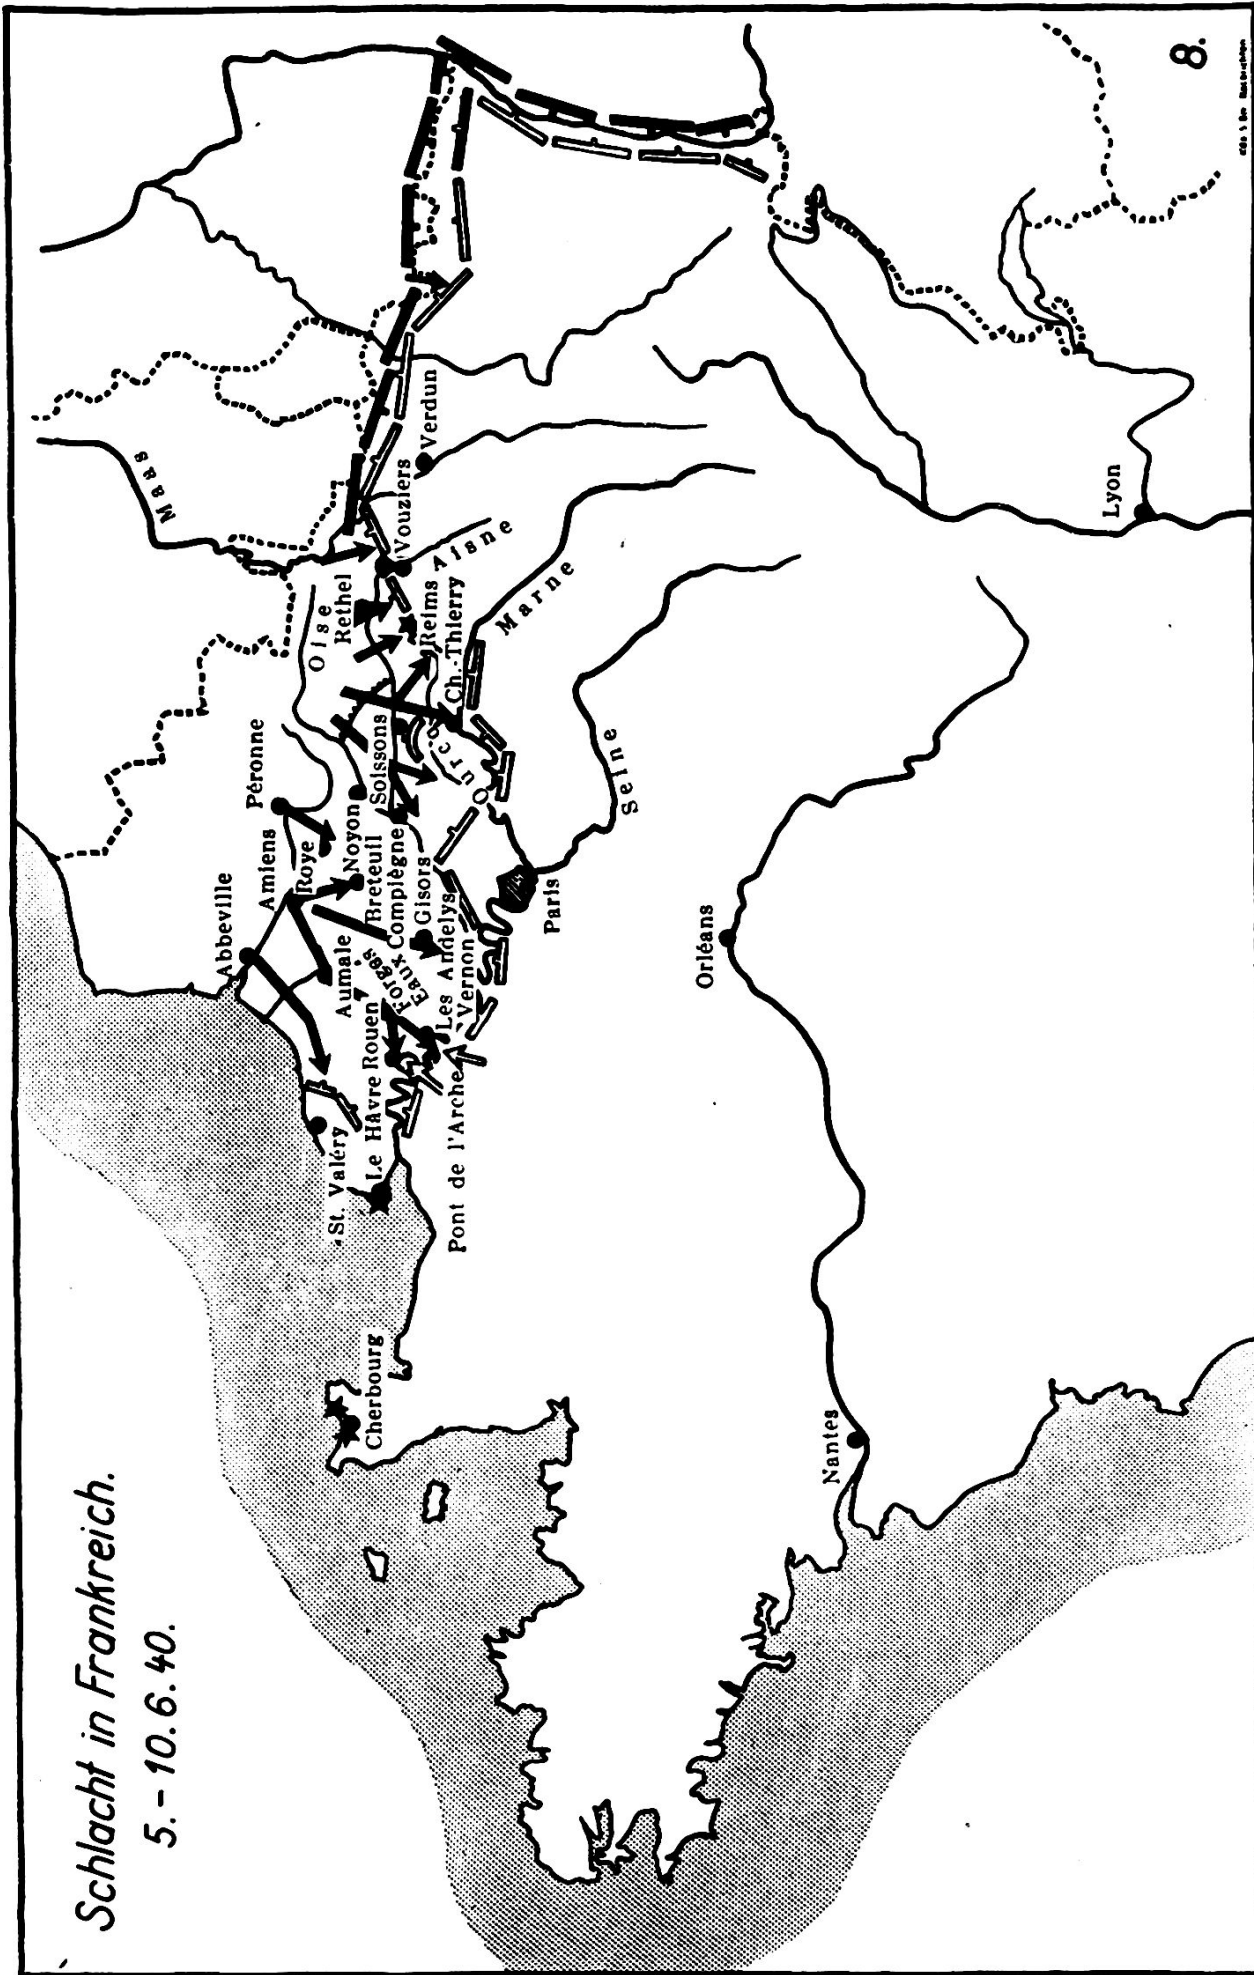 Schlacht in Frankreich.
5.-10.6.40.
8.
Maas
Abbeville
Amiens
Péronne
Roye
Noyon
Oise
Rethel
Vouziers
Verdun
Aisne
Aumale
Breteuil
Soissons
Reims
Compiègne
Ch.-Thierry
Forges
Eaux
Gisors
Ourcq
Marne
St. Valéry
Le Hâvre
Rouen
Les Andelys
Vernon
Pont de l'Arche
Cherbourg
Paris
Seine
Orléans
Nantes
Lyon